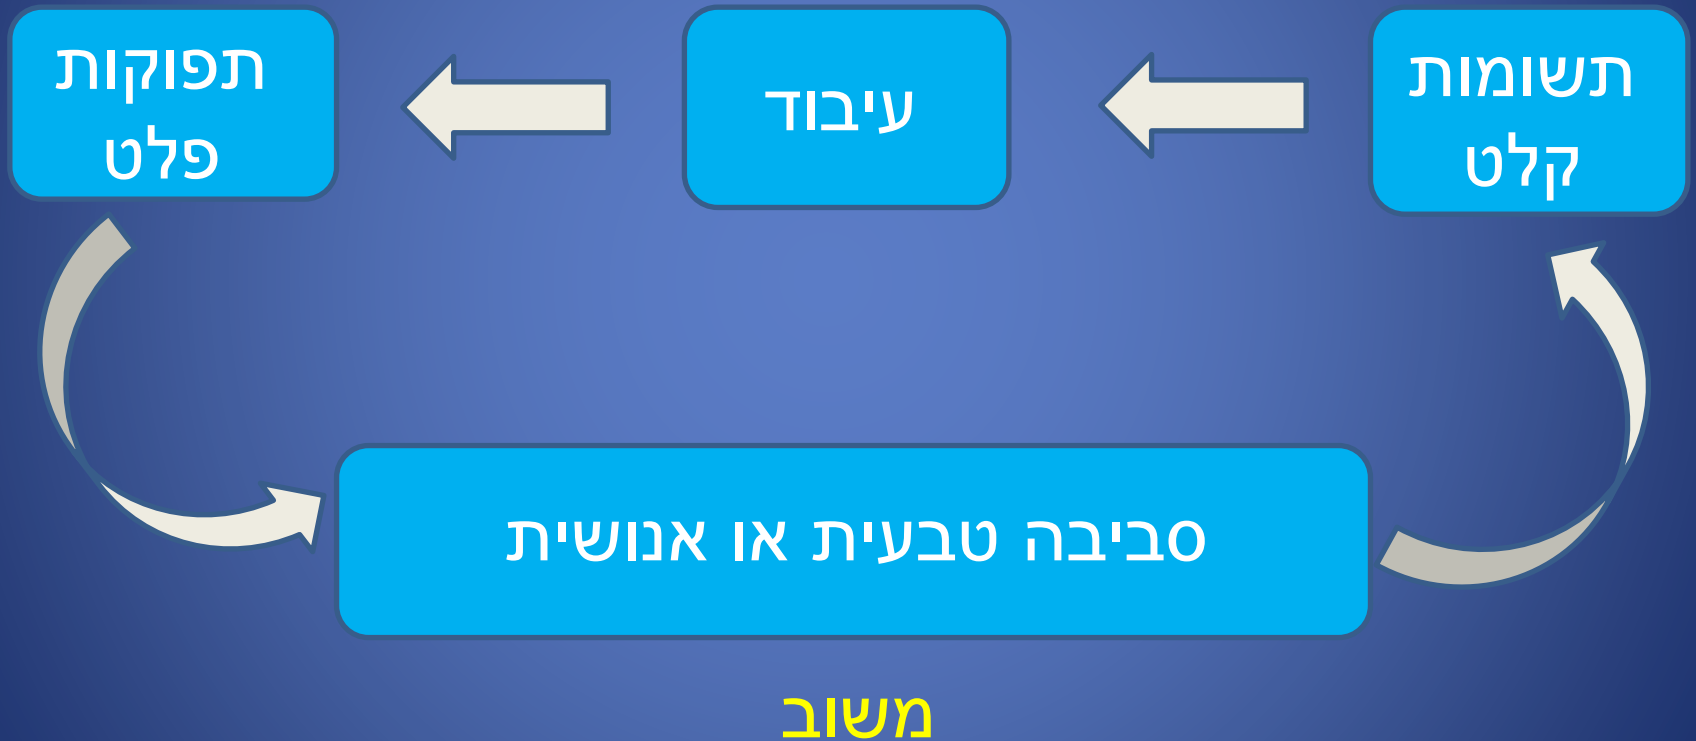 תשומות
קלט
עיבוד
תפוקות
פלט
סביבה טבעית או אנושית
משוב